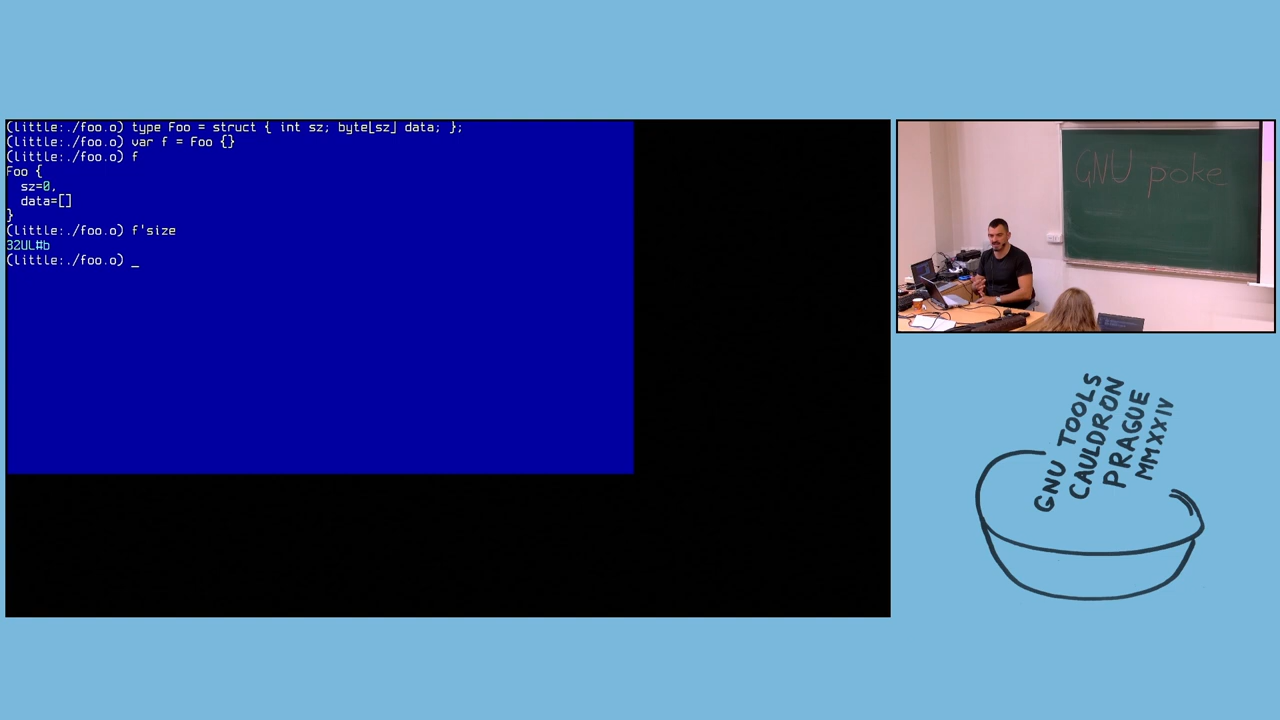 (little:./foo.o) type Foo = struct { int sz; byte[sz] data; };
(little:./foo.o) var f = Foo {}
(little:./foo.o) f
Foo {
  sz=0,
  data=[]
}
(little:./foo.o) f'size
32UL#b
(little:./foo.o) _
GNU poke
GNU TOOLS
CAULDRON
PRAGUE
MMXXIV